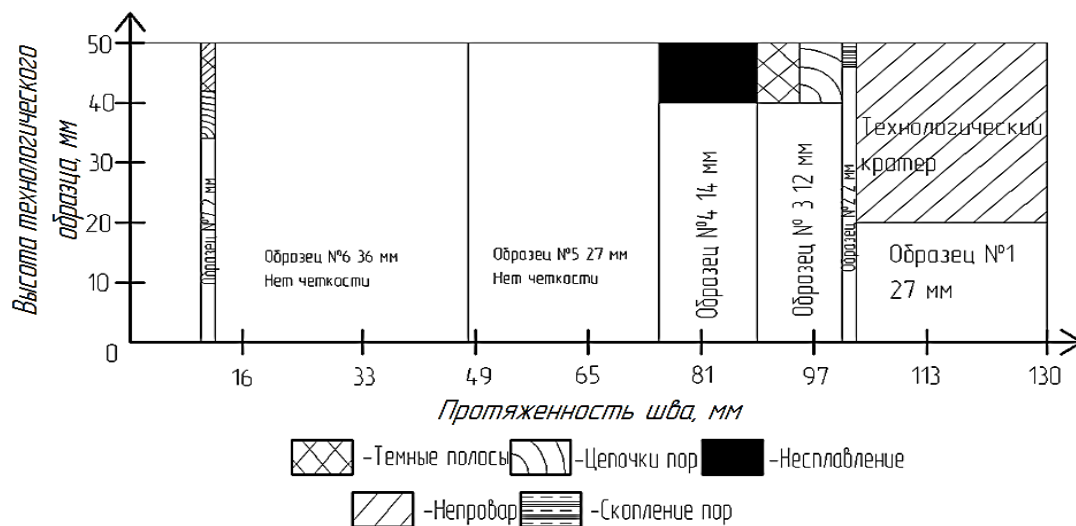 Высота технологического
образца, мм
50
40
30
20
10
0
Образец №7 2 мм
Образец №6 36 мм
Нет четкости
Образец №5 27 мм
Нет четкости
Образец №4 14 мм
Образец № 3 12 мм
Образец №2 2 мм
Технологический
кратер
Образец №1
27 мм
16 33 49 65 81 97 113 130
Протяженность шва, мм
-Темные полосы -Цепочки пор -Несплавление
-Непровар -Скопление пор